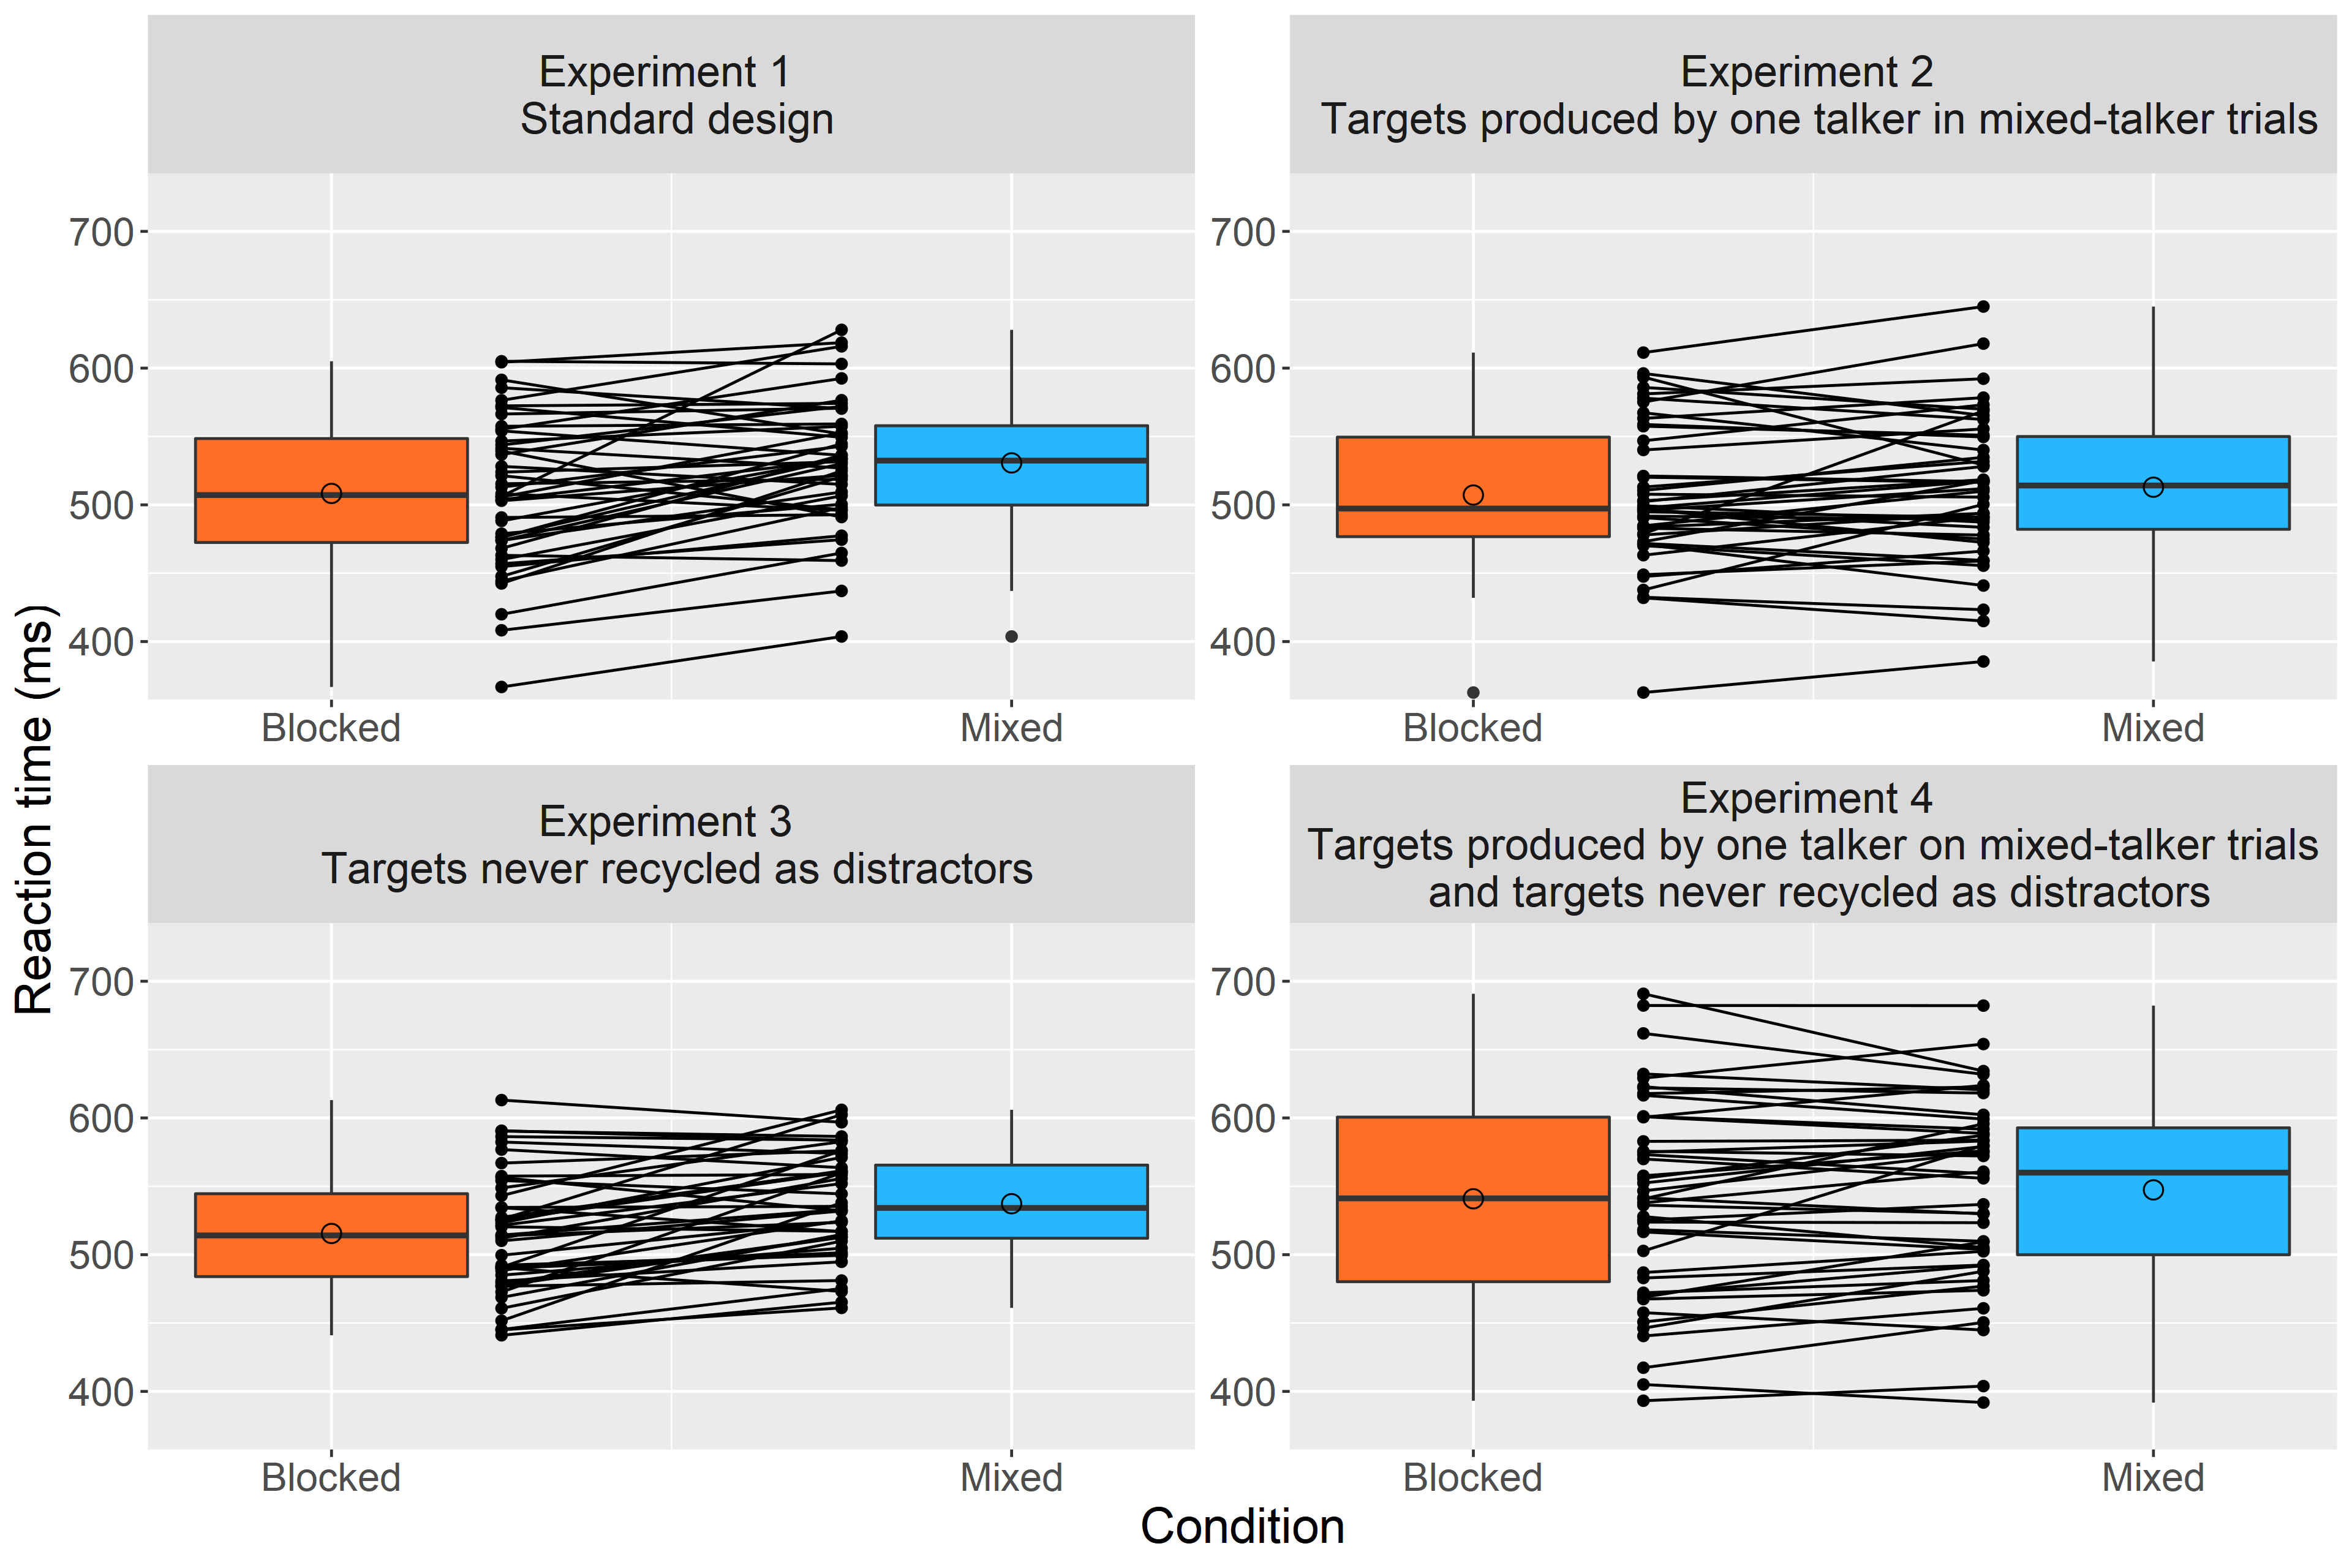 Experiment 1
Standard design
Experiment 2
Targets produced by one talker in mixed-talker trials
700
600
500
400
Blocked
Mixed
700
600
500
400
Blocked
Mixed
Reaction time (ms)
Experiment 3
Targets never recycled as distractors
Experiment 4
Targets produced by one talker on mixed-talker trials
and targets never recycled as distractors
700
600
500
400
Blocked
Mixed
700
600
500
400
Blocked
Mixed
Condition